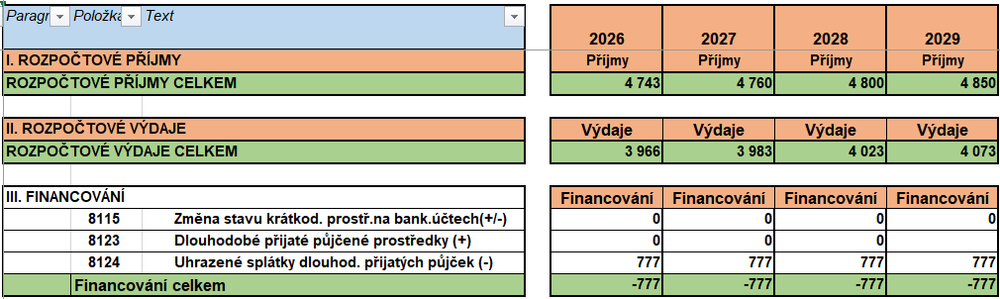 Paragr Položka Text
2026 2027 2028 2029
I. ROZPOČTOVÉ PŘÍJMY Příjmy Příjmy Příjmy Příjmy
ROZPOČTOVÉ PŘÍJMY CELKEM 4 743 4 760 4 800 4 850
II. ROZPOČTOVÉ VÝDAJE Výdaje Výdaje Výdaje Výdaje
ROZPOČTOVÉ VÝDAJE CELKEM 3 966 3 983 4 023 4 073
III. FINANCOVÁNÍ Financování Financování Financování Financování
8115 Změna stavu krátkod. prostř.na bank.účtech(+/-) 0 0 0 0
8123 Dlouhodobé přijaté půjčené prostředky (+) 0 0 0
8124 Uhrazené splátky dlouhod. přijatých půjček (-) 777 777 777 777
Financování celkem -777 -777 -777 -777